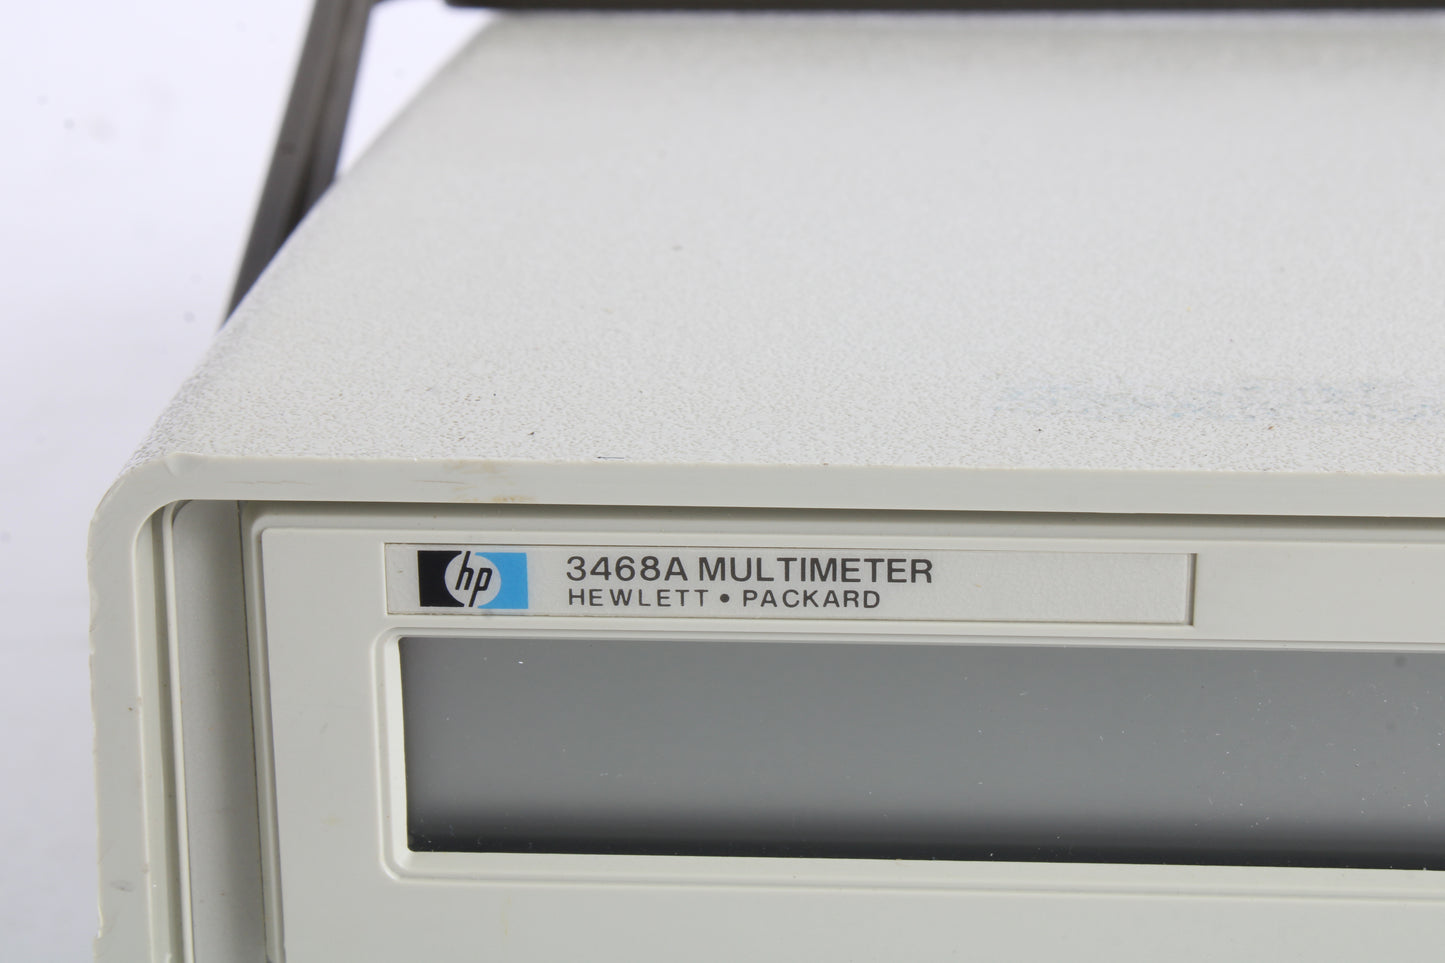 hp
3468A MULTIMETER
HEWLETT • PACKARD